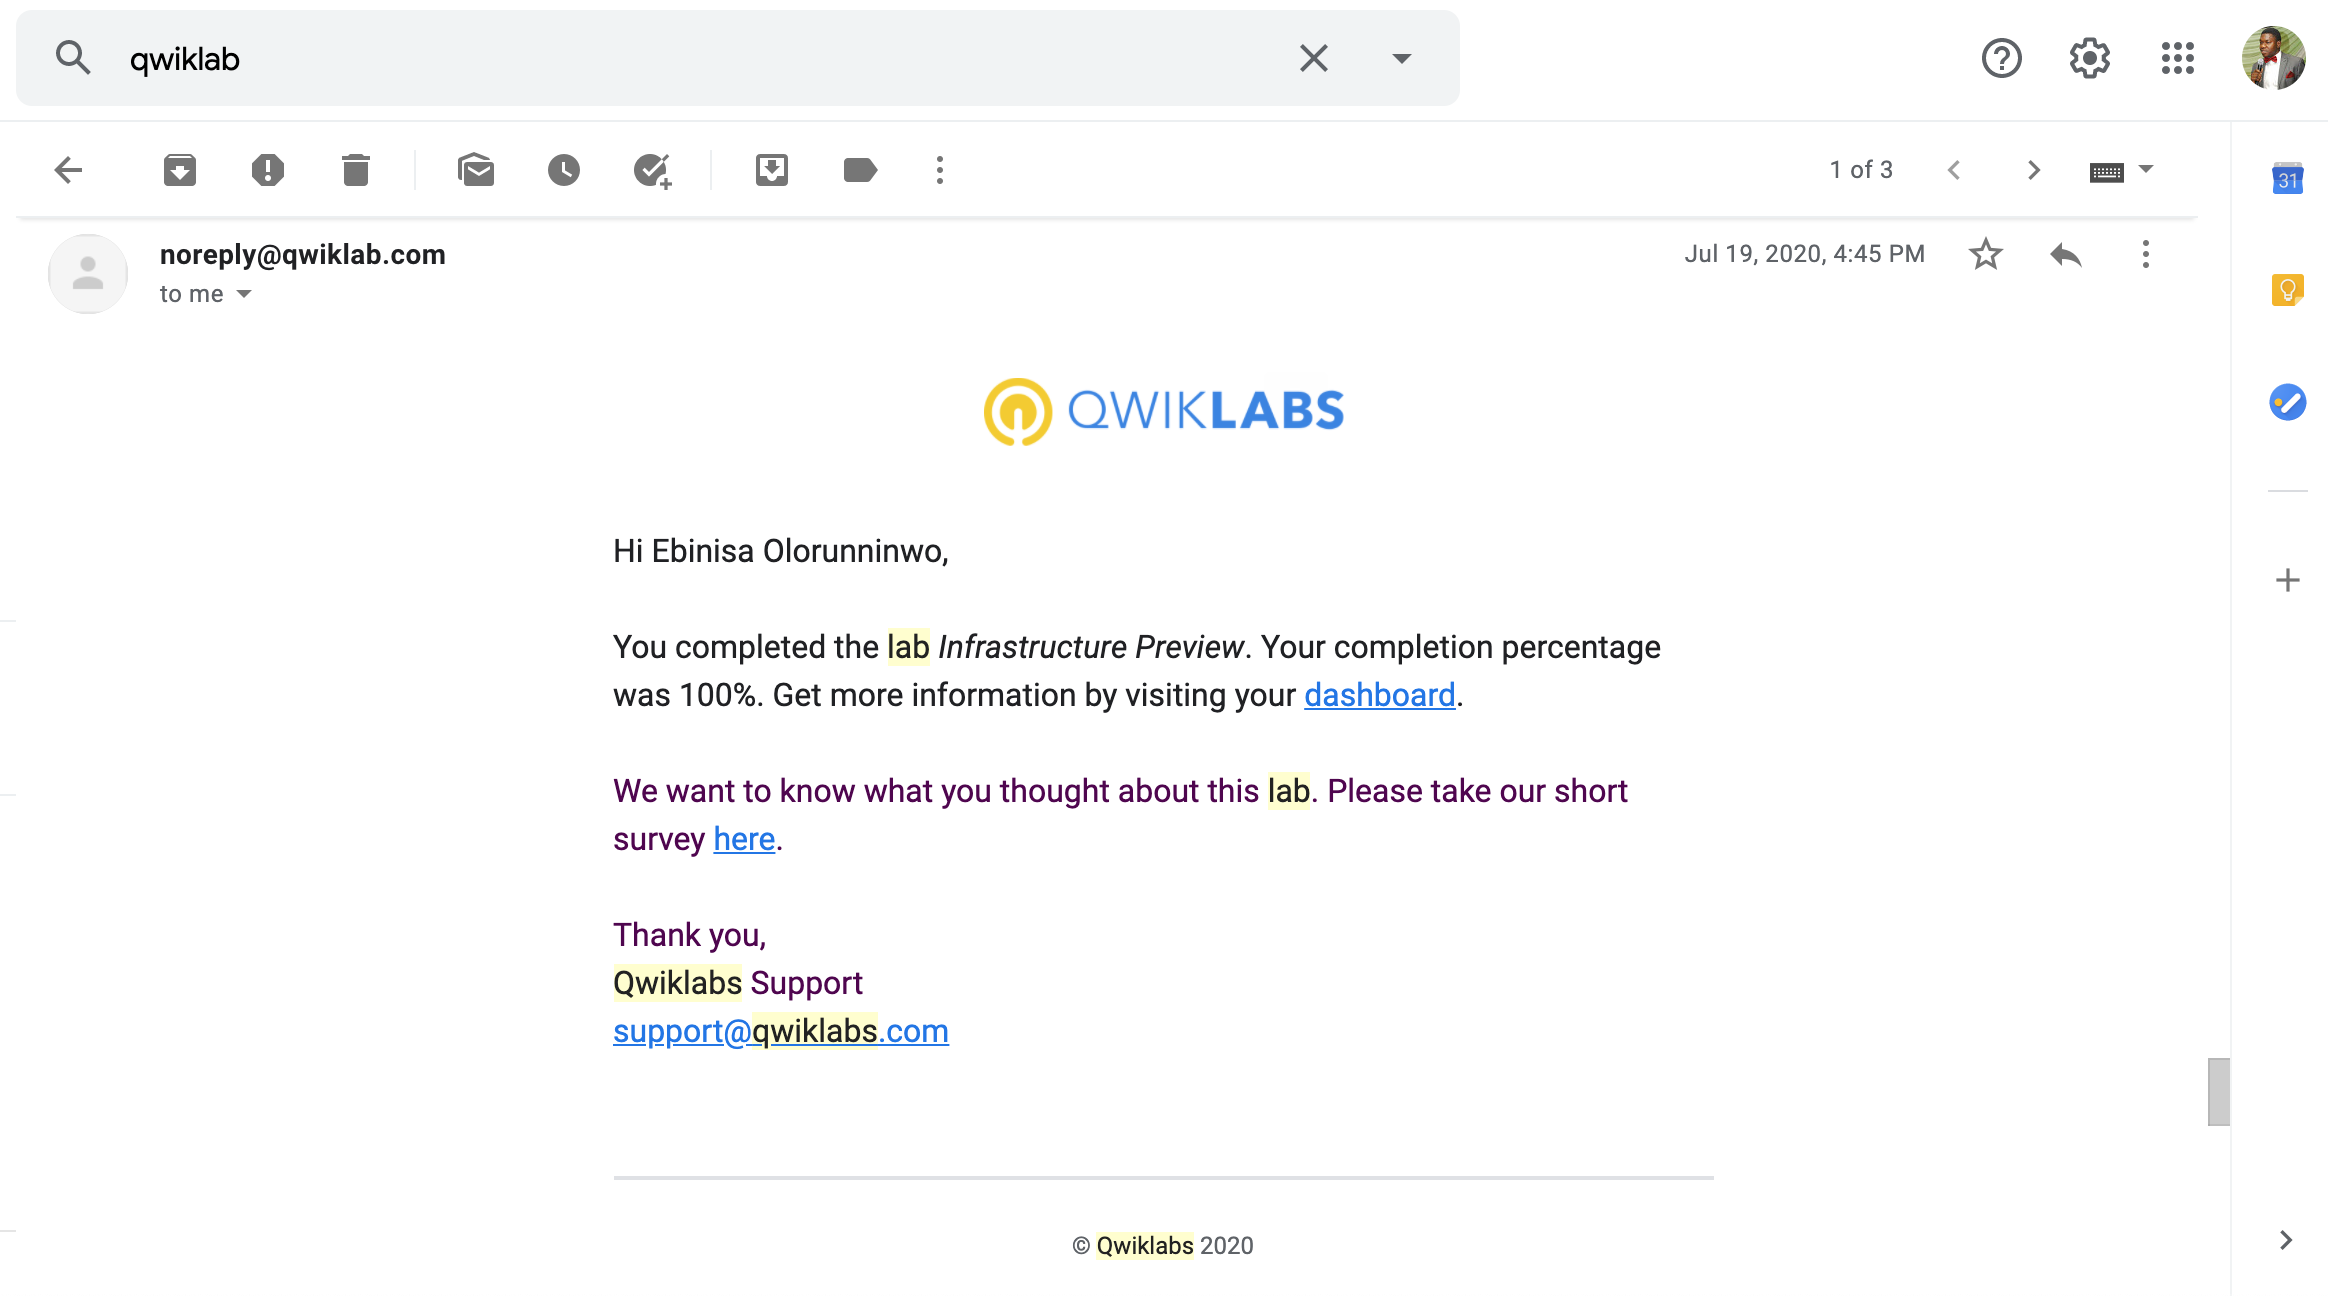 qwiklab
1 of 3
31
noreply@qwiklab.com
Jul 19, 2020, 4:45 PM
to me
QWIKLABS
Hi Ebinisa Olorunninwo,
You completed the lab Infrastructure Preview. Your completion percentage
was 100%. Get more information by visiting your dashboard.
We want to know what you thought about this lab. Please take our short
survey here.
Thank you,
Qwiklabs Support
support@qwiklabs.com
© Qwiklabs 2020